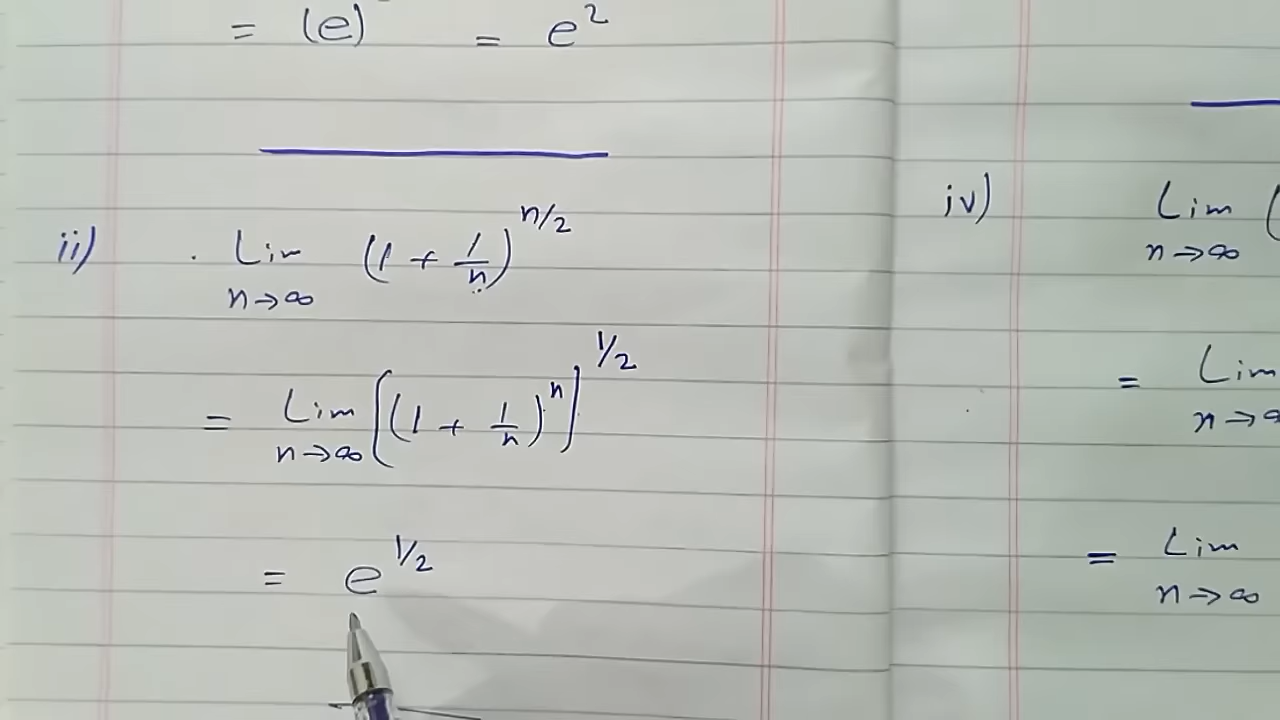 = (e) = e²
ii) . Lim n→∞ (1 + 1/n)^n/2
= Lim n→∞ [(1 + 1/n)^n]^1/2
= e^1/2
iv) Lim n→∞ (
= Lim n→∞
= Lim n→∞